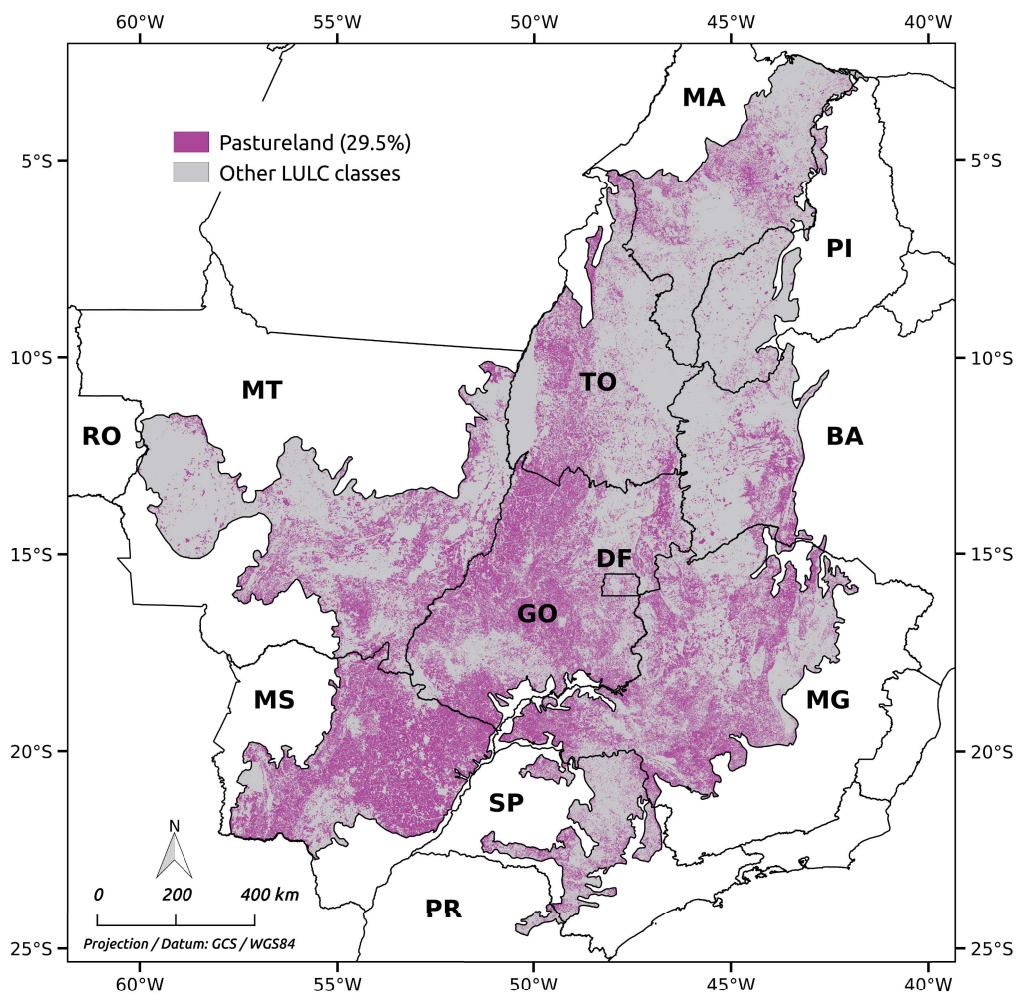 60°W 55°W 50°W 45°W 40°W
MA
Pastureland (29.5%)
5°S 5°S
Other LULC classes
PI
10°S 10°S
TO
MT
RO BA
15°S DF 15°S
GO
MS MG
20°S 20°S
SP
N
0 200 400 km
PR
Projection / Datum: GCS / WGS84
25°S 25°S
60°W 55°W 50°W 45°W 40°W